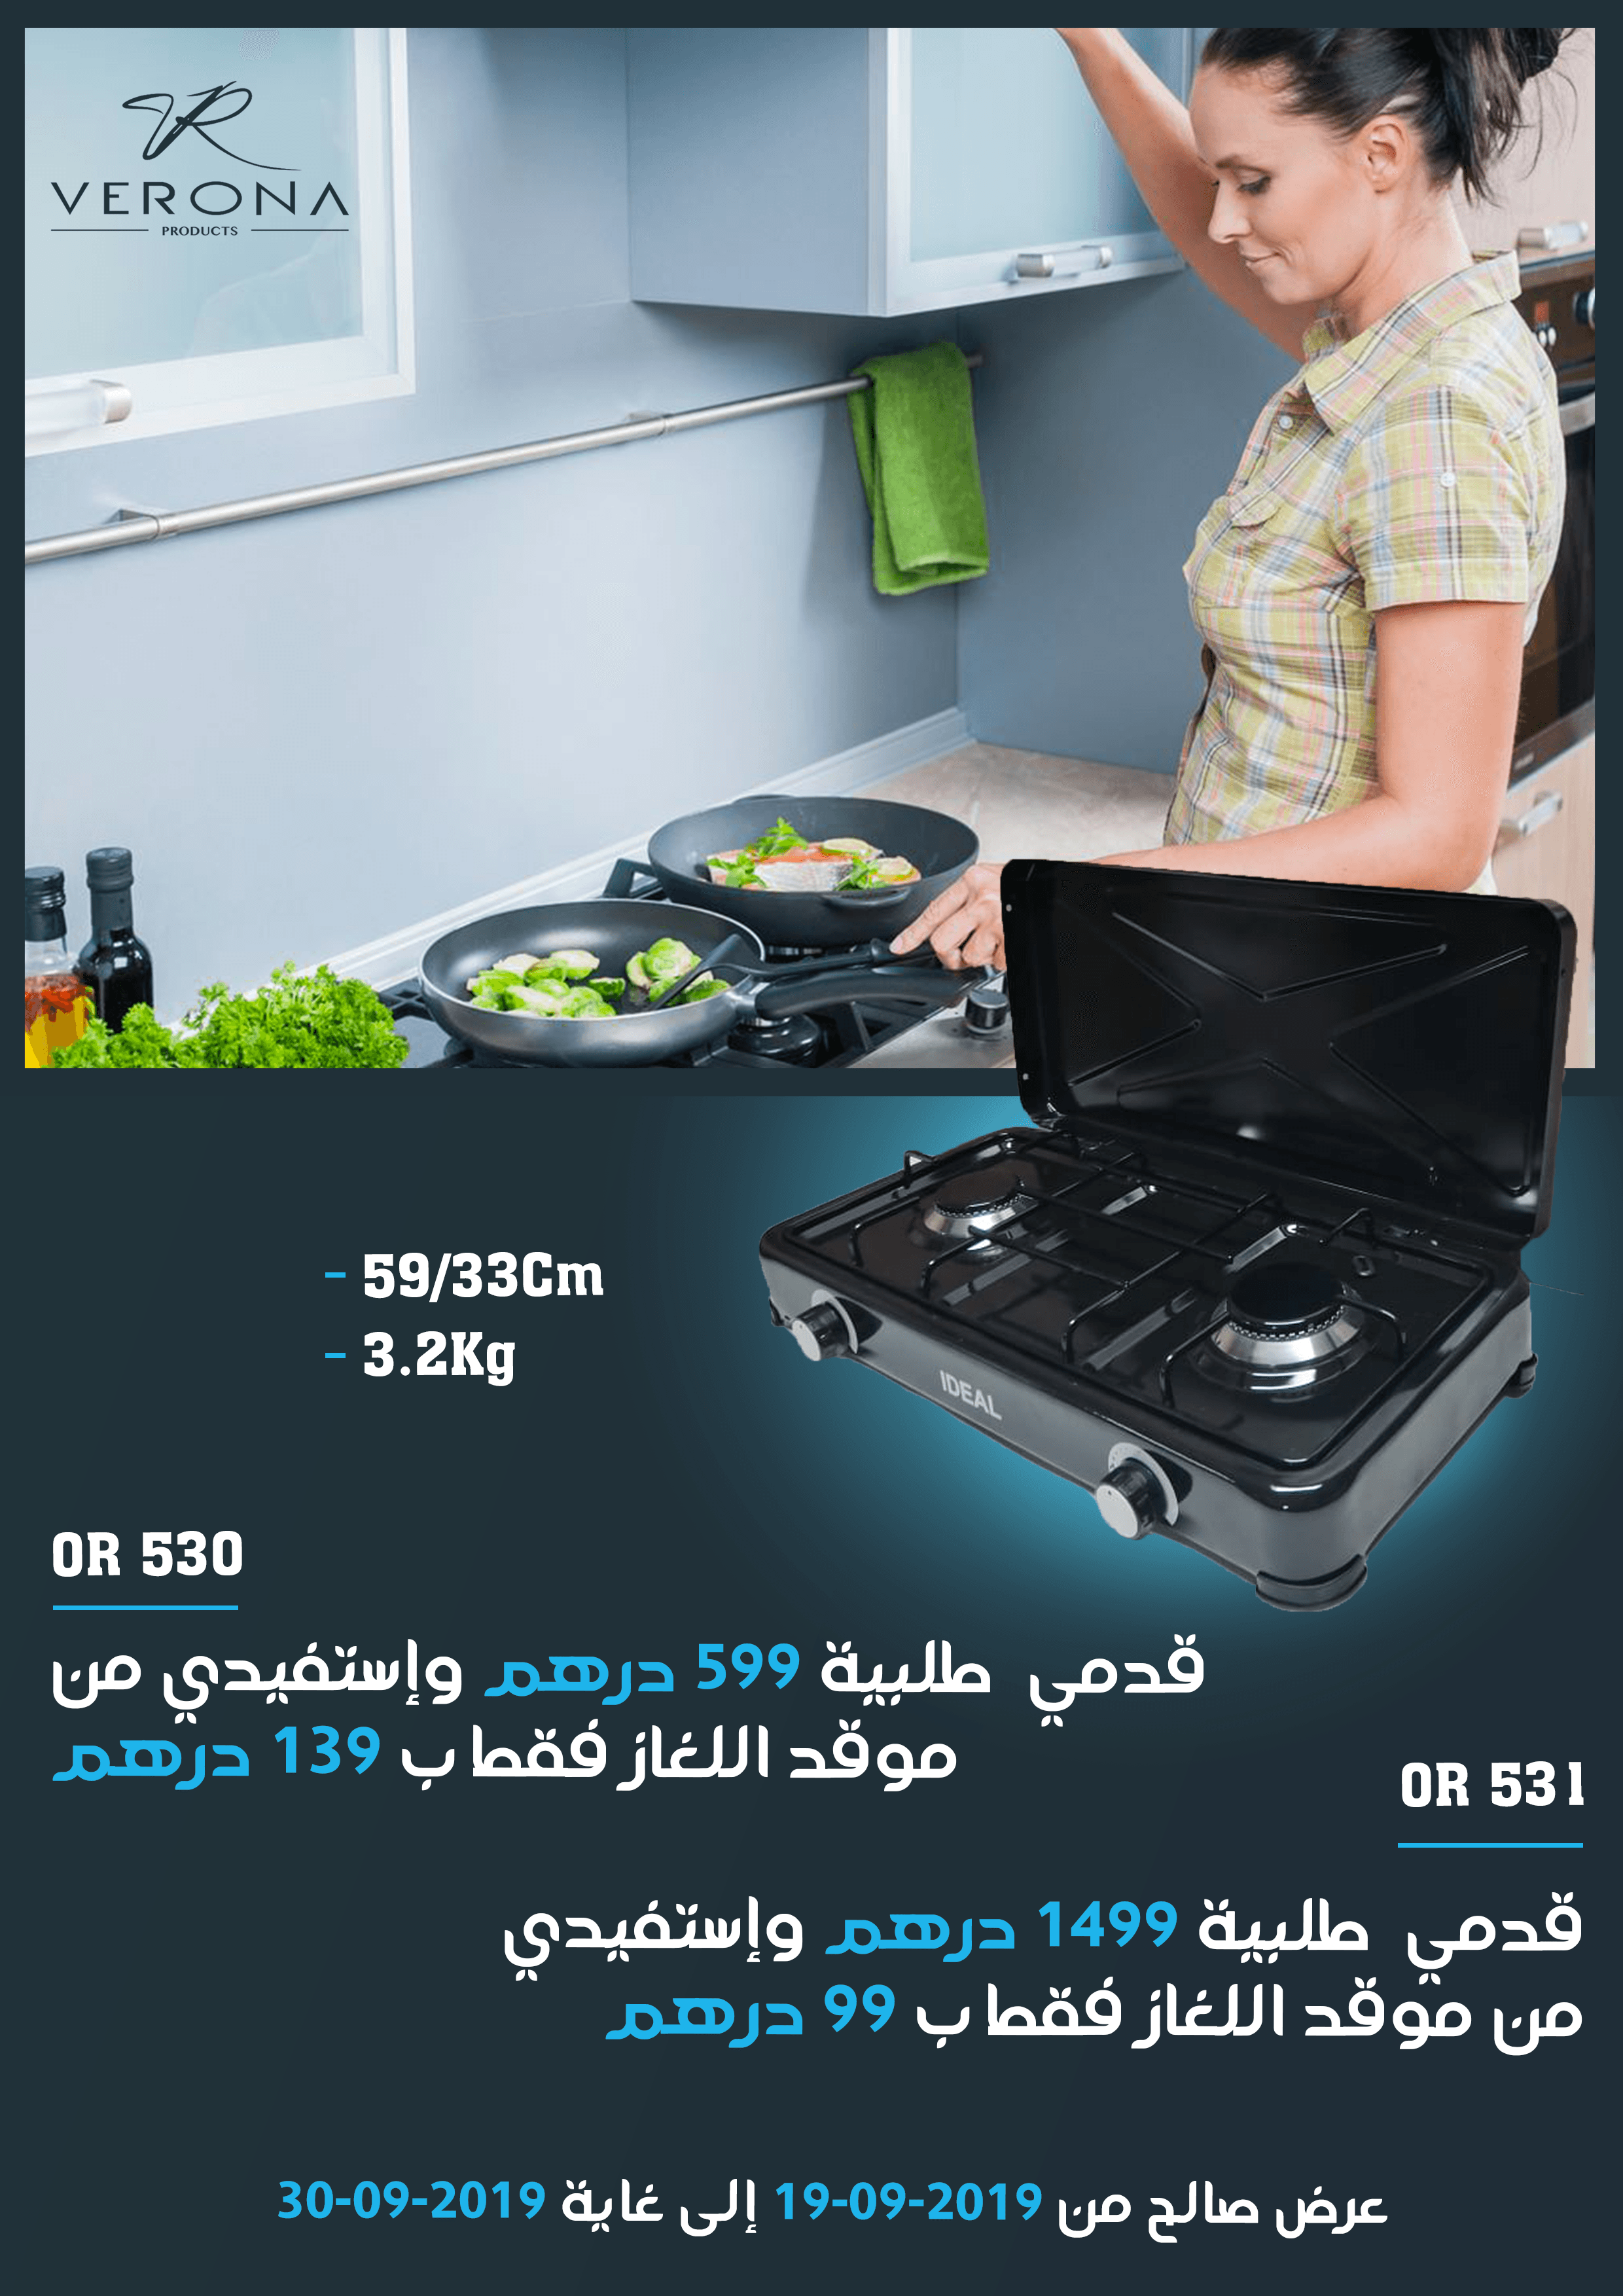 VR
VERONA
PRODUCTS
- 59/33Cm
- 3.2Kg
IDEAL
OR 530
قدمي طلبية 599 درهم وإستفيدي من
موقد الغاز فقط ب 139 درهم
OR 531
قدمي طلبية 1499 درهم وإستفيدي
من موقد الغاز فقط ب 99 درهم
عرض صالح من 19-09-2019 إلى غاية 30-09-2019